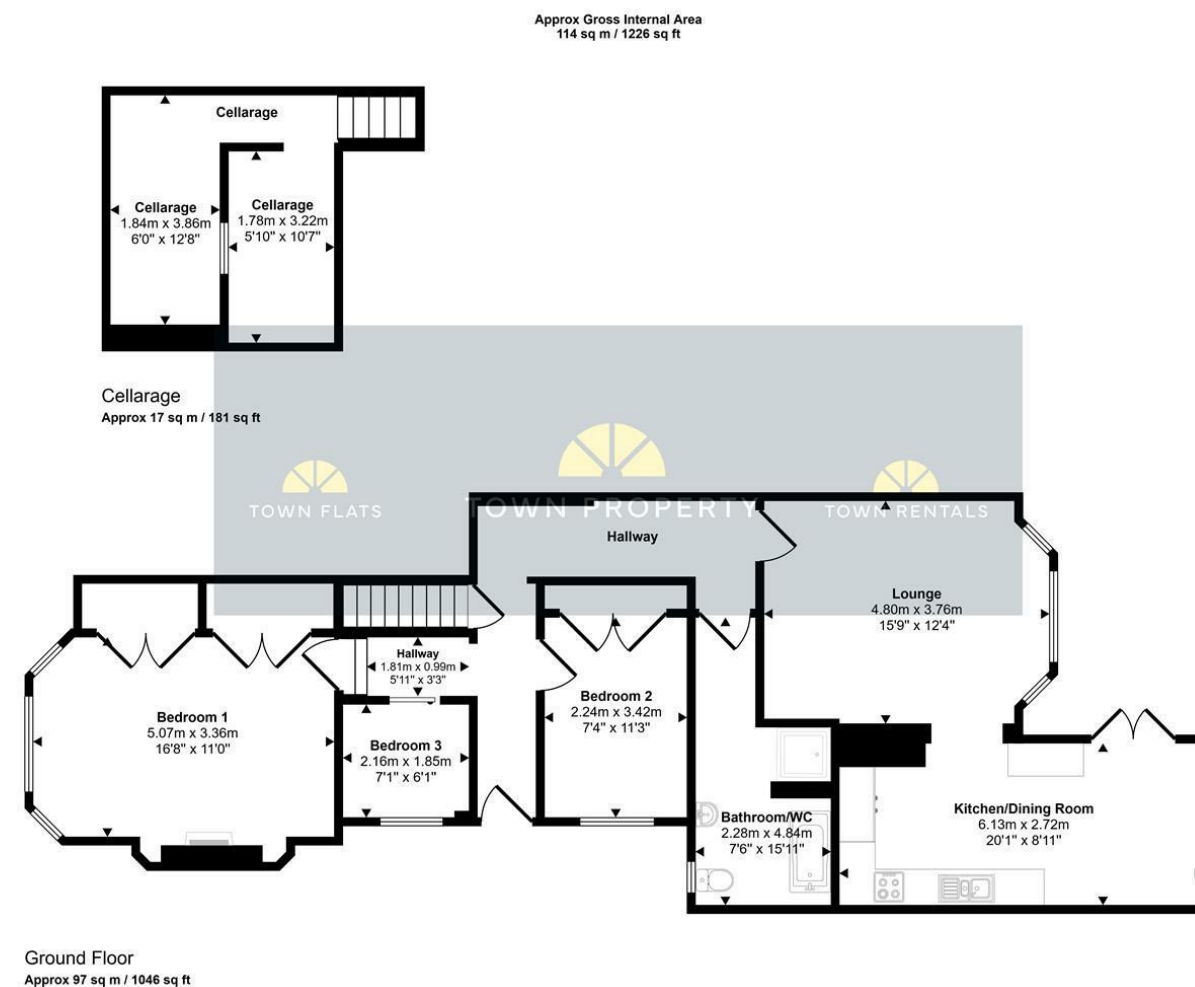 Approx Gross Internal Area
114 sq m / 1226 sq ft
Cellarage
Cellarage
1.84m x 3.86m
6'0" x 12'8"
Cellarage
1.78m x 3.22m
5'10" x 10'7"
Cellarage
Approx 17 sq m / 181 sq ft
TOWN FLATS
TOWN PROPERTY
TOWN RENTALS
Hallway
Lounge
4.80m x 3.76m
15'9" x 12'4"
Hallway
1.81m x 0.99m
5'11" x 3'3"
Bedroom 1
5.07m x 3.36m
16'8" x 11'0"
Bedroom 2
2.24m x 3.42m
7'4" x 11'3"
Bedroom 3
2.16m x 1.85m
7'1" x 6'1"
Bathroom/WC
2.28m x 4.84m
7'6" x 15'11"
Kitchen/Dining Room
6.13m x 2.72m
20'1" x 8'11"
Ground Floor
Approx 97 sq m / 1046 sq ft